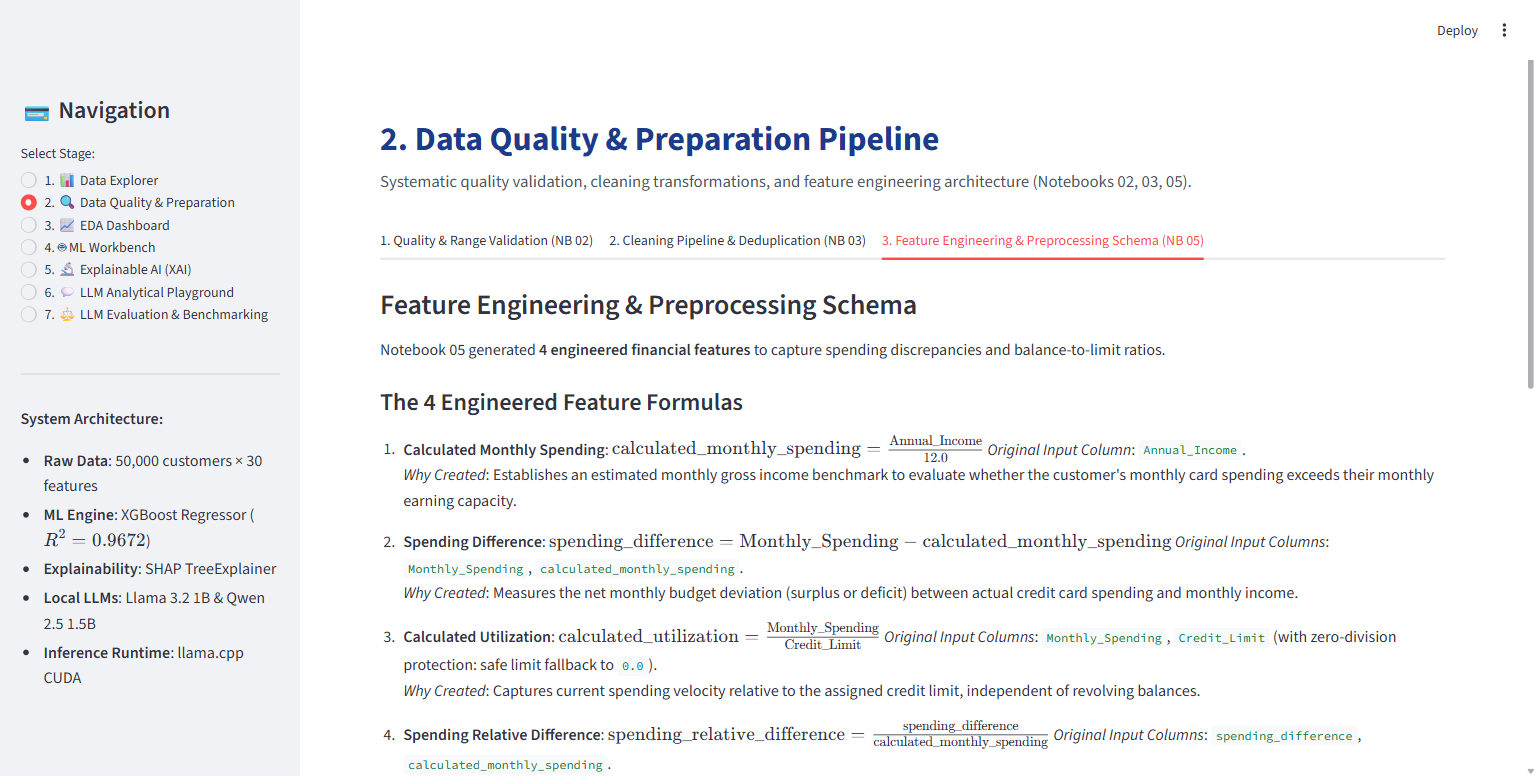 Deploy
Navigation
Select Stage:
1. 📊 Data Explorer
2. 🔍 Data Quality & Preparation
3. 📈 EDA Dashboard
4. 🤖 ML Workbench
5. 🔬 Explainable AI (XAI)
6. 💬 LLM Analytical Playground
7. ⚖️ LLM Evaluation & Benchmarking
System Architecture:
• Raw Data: 50,000 customers × 30
features
• ML Engine: XGBoost Regressor (
R² = 0.9672)
• Explainability: SHAP TreeExplainer
• Local LLMs: Llama 3.2 1B & Qwen
2.5 1.5B
• Inference Runtime: llama.cpp
CUDA
2. Data Quality & Preparation Pipeline
Systematic quality validation, cleaning transformations, and feature engineering architecture (Notebooks 02, 03, 05).
1. Quality & Range Validation (NB 02) 2. Cleaning Pipeline & Deduplication (NB 03) 3. Feature Engineering & Preprocessing Schema (NB 05)
Feature Engineering & Preprocessing Schema
Notebook 05 generated 4 engineered financial features to capture spending discrepancies and balance-to-limit ratios.
The 4 Engineered Feature Formulas
1. Calculated Monthly Spending: calculated_monthly_spending = Annual_Income / 12.0 Original Input Column: Annual_Income .
Why Created: Establishes an estimated monthly gross income benchmark to evaluate whether the customer's monthly card spending exceeds their monthly
earning capacity.
2. Spending Difference: spending_difference = Monthly_Spending − calculated_monthly_spending Original Input Columns:
Monthly_Spending , calculated_monthly_spending .
Why Created: Measures the net monthly budget deviation (surplus or deficit) between actual credit card spending and monthly income.
3. Calculated Utilization: calculated_utilization = Monthly_Spending / Credit_Limit Original Input Columns: Monthly_Spending , Credit_Limit (with zero-division
protection: safe limit fallback to 0.0 ).
Why Created: Captures current spending velocity relative to the assigned credit limit, independent of revolving balances.
4. Spending Relative Difference: spending_relative_difference = spending_difference / calculated_monthly_spending Original Input Columns: spending_difference ,
calculated_monthly_spending .